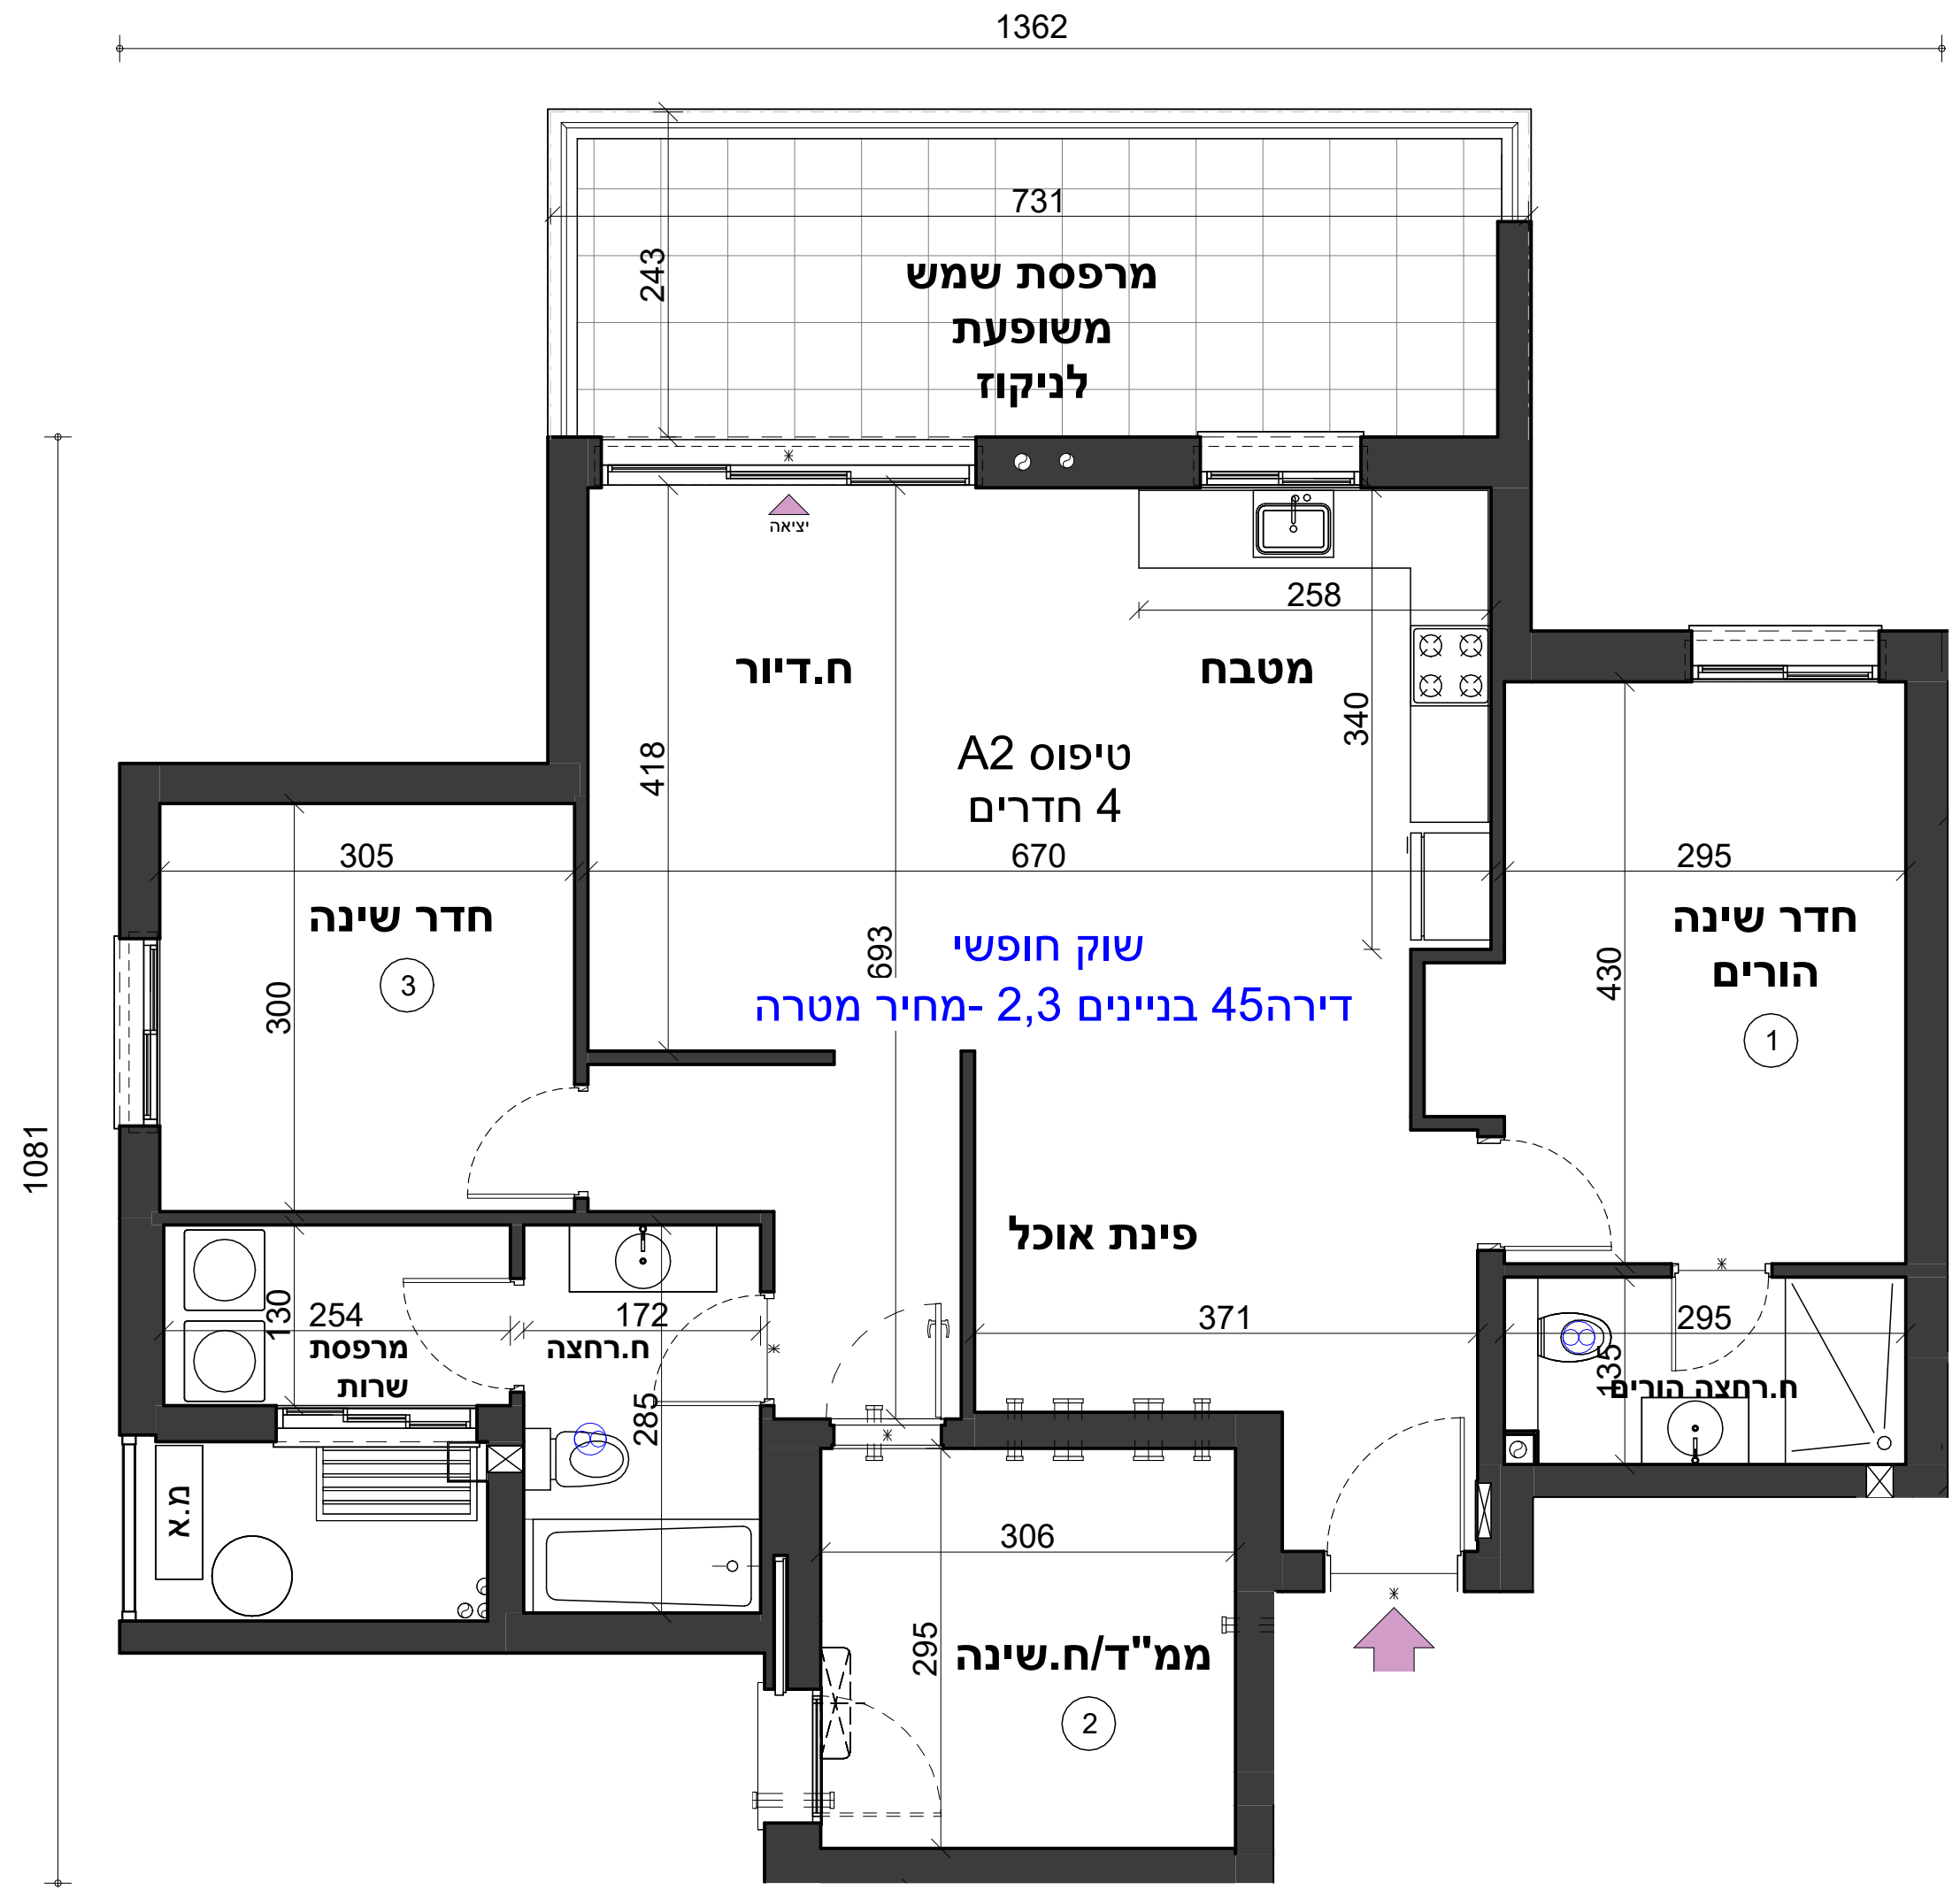 1362
731
243
מרפסת שמש
משופעת
לניקוז
יציאה
258
ח.דיור
מטבח
340
418
טיפוס A2
4 חדרים
305
670
295
חדר שינה
3
חדר שינה
הורים
1
693
שוק חופשי
דירה45 בניינים 2,3 -מחיר מטרה
300
430
1081
פינת אוכל
130
254
מרפסת
שרות
172
ח.רחצה
285
371
295
135
ח.רחצה הורים
מ.א
306
295
ממ"ד/ח.שינה
2